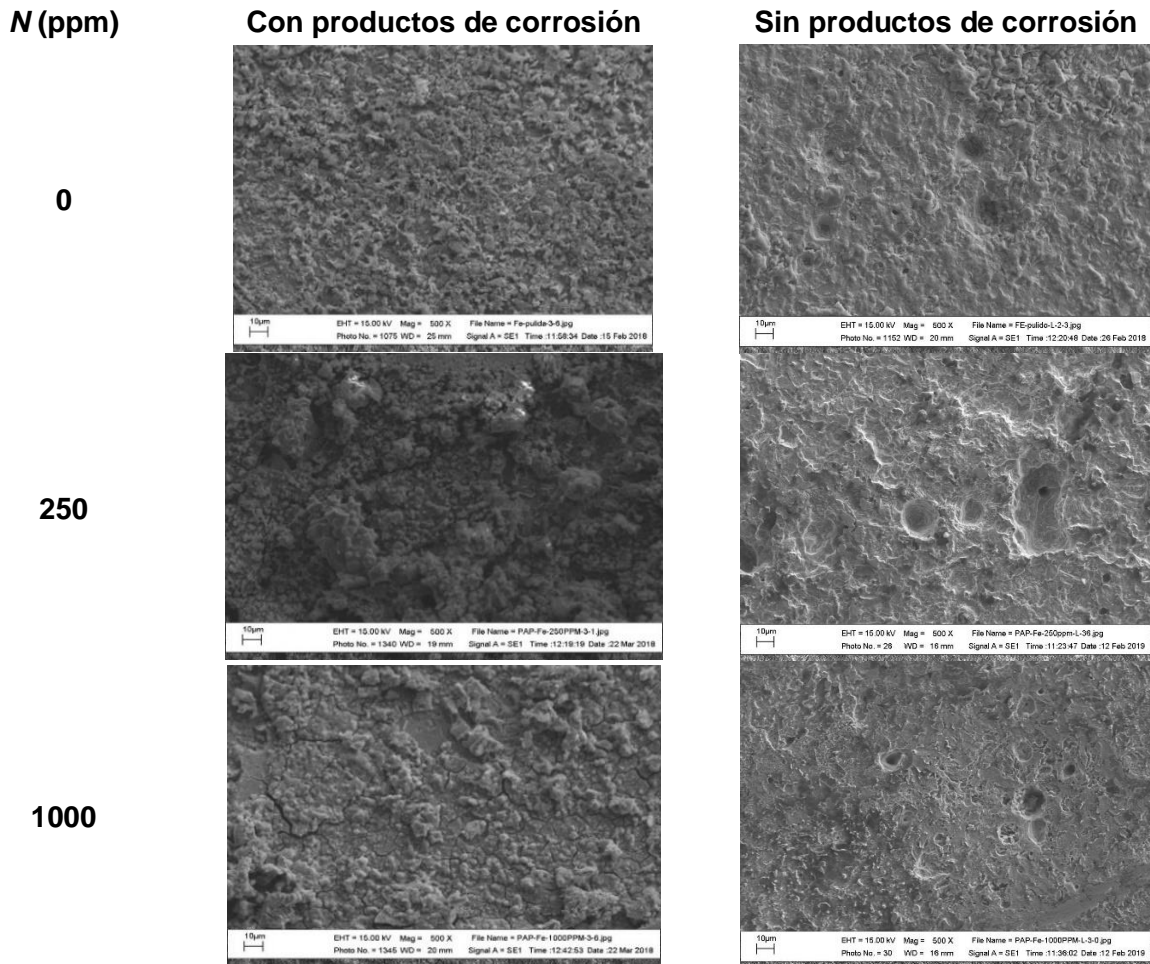 N (ppm) Con productos de corrosión Sin productos de corrosión
0
10µm EHT = 15.00 kV Mag = 500 X File Name = Fe-pulida-3-6.jpg
Photo No. = 1075 WD = 25 mm Signal A = SE1 Time :11:58:34 Date :15 Feb 2018
10µm EHT = 15.00 kV Mag = 500 X File Name = FE-pulido-L-2-3.jpg
Photo No. = 1152 WD = 20 mm Signal A = SE1 Time :12:20:48 Date :26 Feb 2018
250
10µm EHT = 15.00 kV Mag = 500 X File Name = PAP-Fe-250PPM-3-1.jpg
Photo No. = 1340 WD = 19 mm Signal A = SE1 Time :12:19:19 Date :22 Mar 2018
10µm EHT = 15.00 kV Mag = 500 X File Name = PAP-Fe-250ppm-L-36.jpg
Photo No. = 26 WD = 16 mm Signal A = SE1 Time :11:23:47 Date :12 Feb 2019
1000
10µm EHT = 15.00 kV Mag = 500 X File Name = PAP-Fe-1000PPM-3-6.jpg
Photo No. = 1345 WD = 20 mm Signal A = SE1 Time :12:42:53 Date :22 Mar 2018
10µm EHT = 15.00 kV Mag = 500 X File Name = PAP-Fe-1000PPM-L-3-0.jpg
Photo No. = 30 WD = 16 mm Signal A = SE1 Time :11:36:02 Date :12 Feb 2019